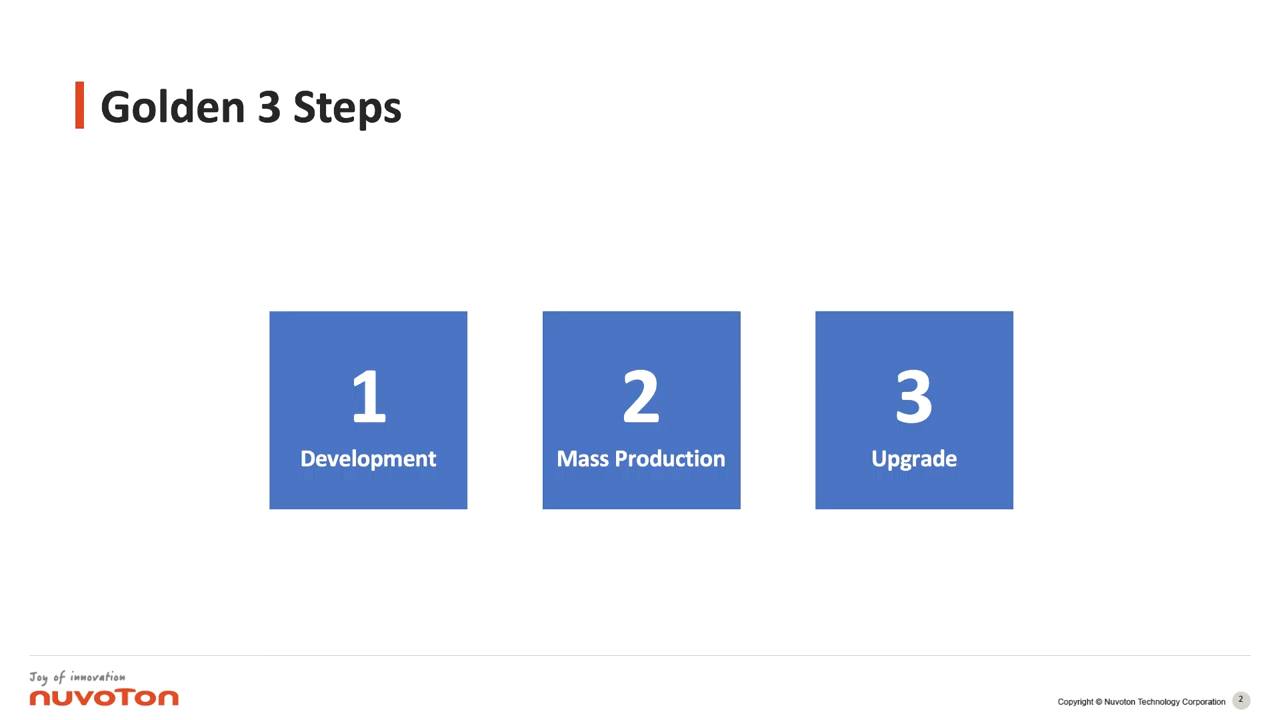 Golden 3 Steps
1
Development
2
Mass Production
3
Upgrade
Joy of innovation
nuvoTon
Copyright © Nuvoton Technology Corporation
2